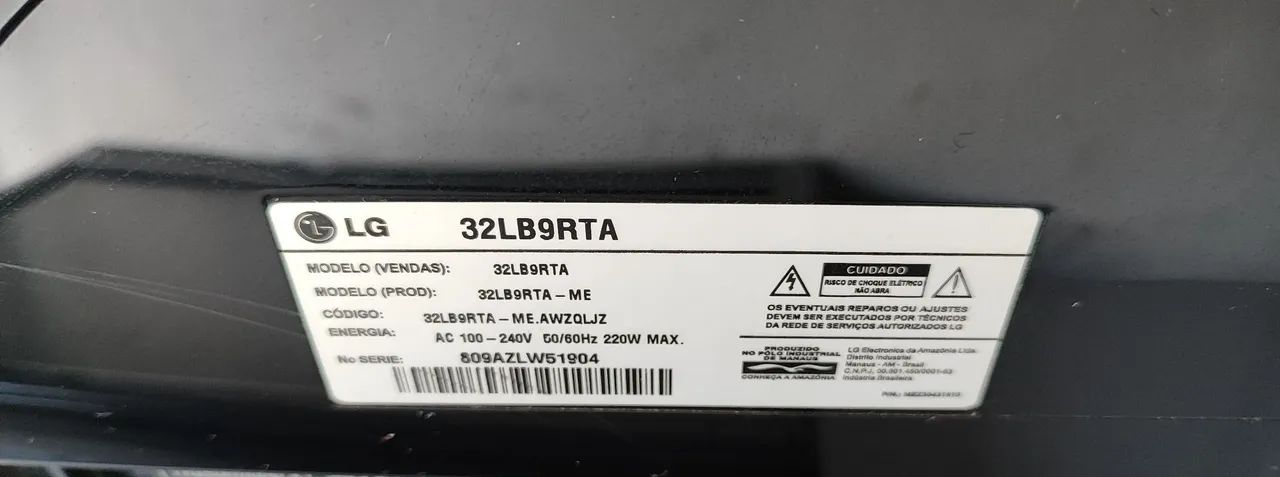 LG 32LB9RTA
MODELO (VENDAS): 32LB9RTA
MODELO (PROD): 32LB9RTA-ME
CÓDIGO: 32LB9RTA-ME.AWZQLJZ
ENERGIA: AC 100-240V 50/60Hz 220W MAX.
No SERIE: 809AZLW51904
CUIDADO
RISCO DE CHOQUE ELÉTRICO
NÃO ABRA
OS EVENTUAIS REPAROS OU AJUSTES
DEVEM SER EXECUTADOS POR TÉCNICOS
DA REDE DE SERVIÇOS AUTORIZADOS LG
PRODUZIDO
NO PÓLO INDUSTRIAL
DE MANAUS
CONHEÇA A AMAZÔNIA
LG Electronics da Amazônia Ltda.
Distrito Industrial
Manaus - AM - Brasil
C.N.P.J.
Indústria Brasileira
P/N.: